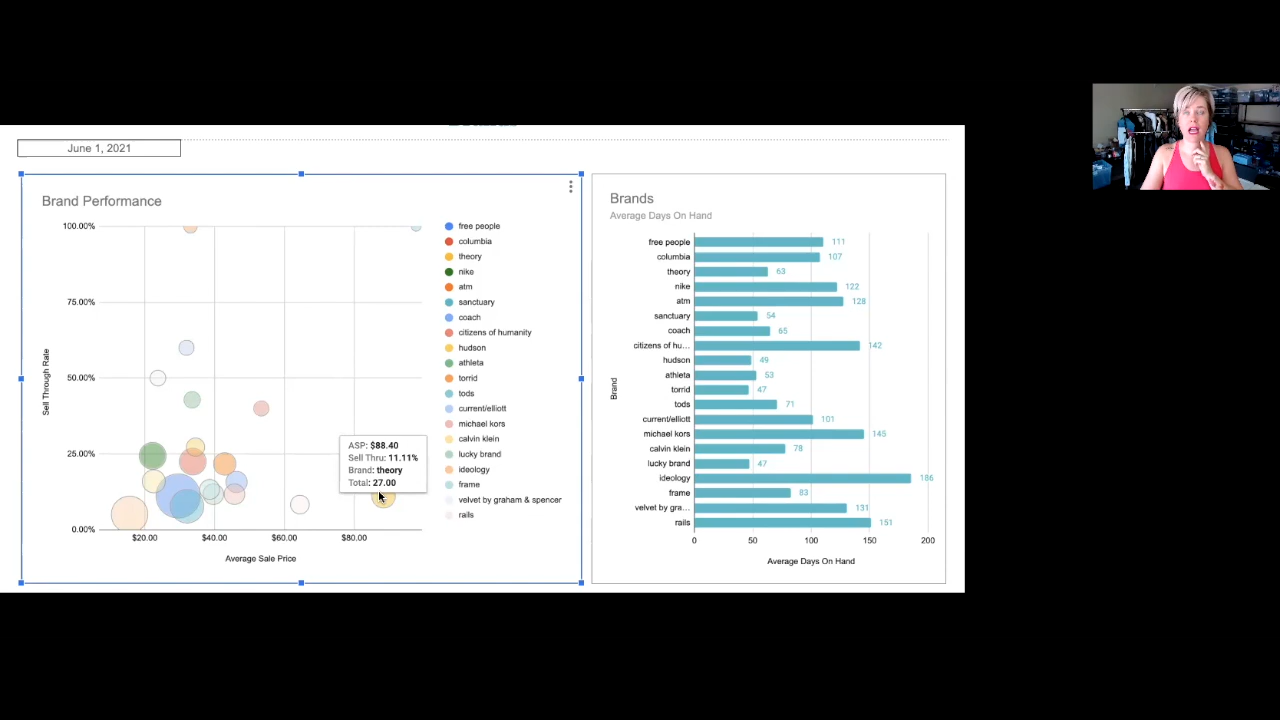 June 1, 2021
Brand Performance
100.00%
75.00%
50.00%
25.00%
0.00%
Sell Through Rate
$20.00
$40.00
$60.00
$80.00
Average Sale Price
ASP: $88.40
Sell Thru: 11.11%
Brand: theory
Total: 27.00
free people
columbia
theory
nike
atm
sanctuary
coach
citizens of humanity
hudson
athleta
torrid
tods
current/elliott
michael kors
calvin klein
lucky brand
ideology
frame
velvet by graham & spencer
rails
Brands
Average Days On Hand
Brand
free people 111
columbia 107
theory 63
nike 122
atm 128
sanctuary 54
coach 65
citizens of hu... 142
hudson 49
athleta 53
torrid 47
tods 71
current/elliott 101
michael kors 145
calvin klein 78
lucky brand 47
ideology 186
frame 83
velvet by gra... 131
rails 151
0 50 100 150 200
Average Days On Hand